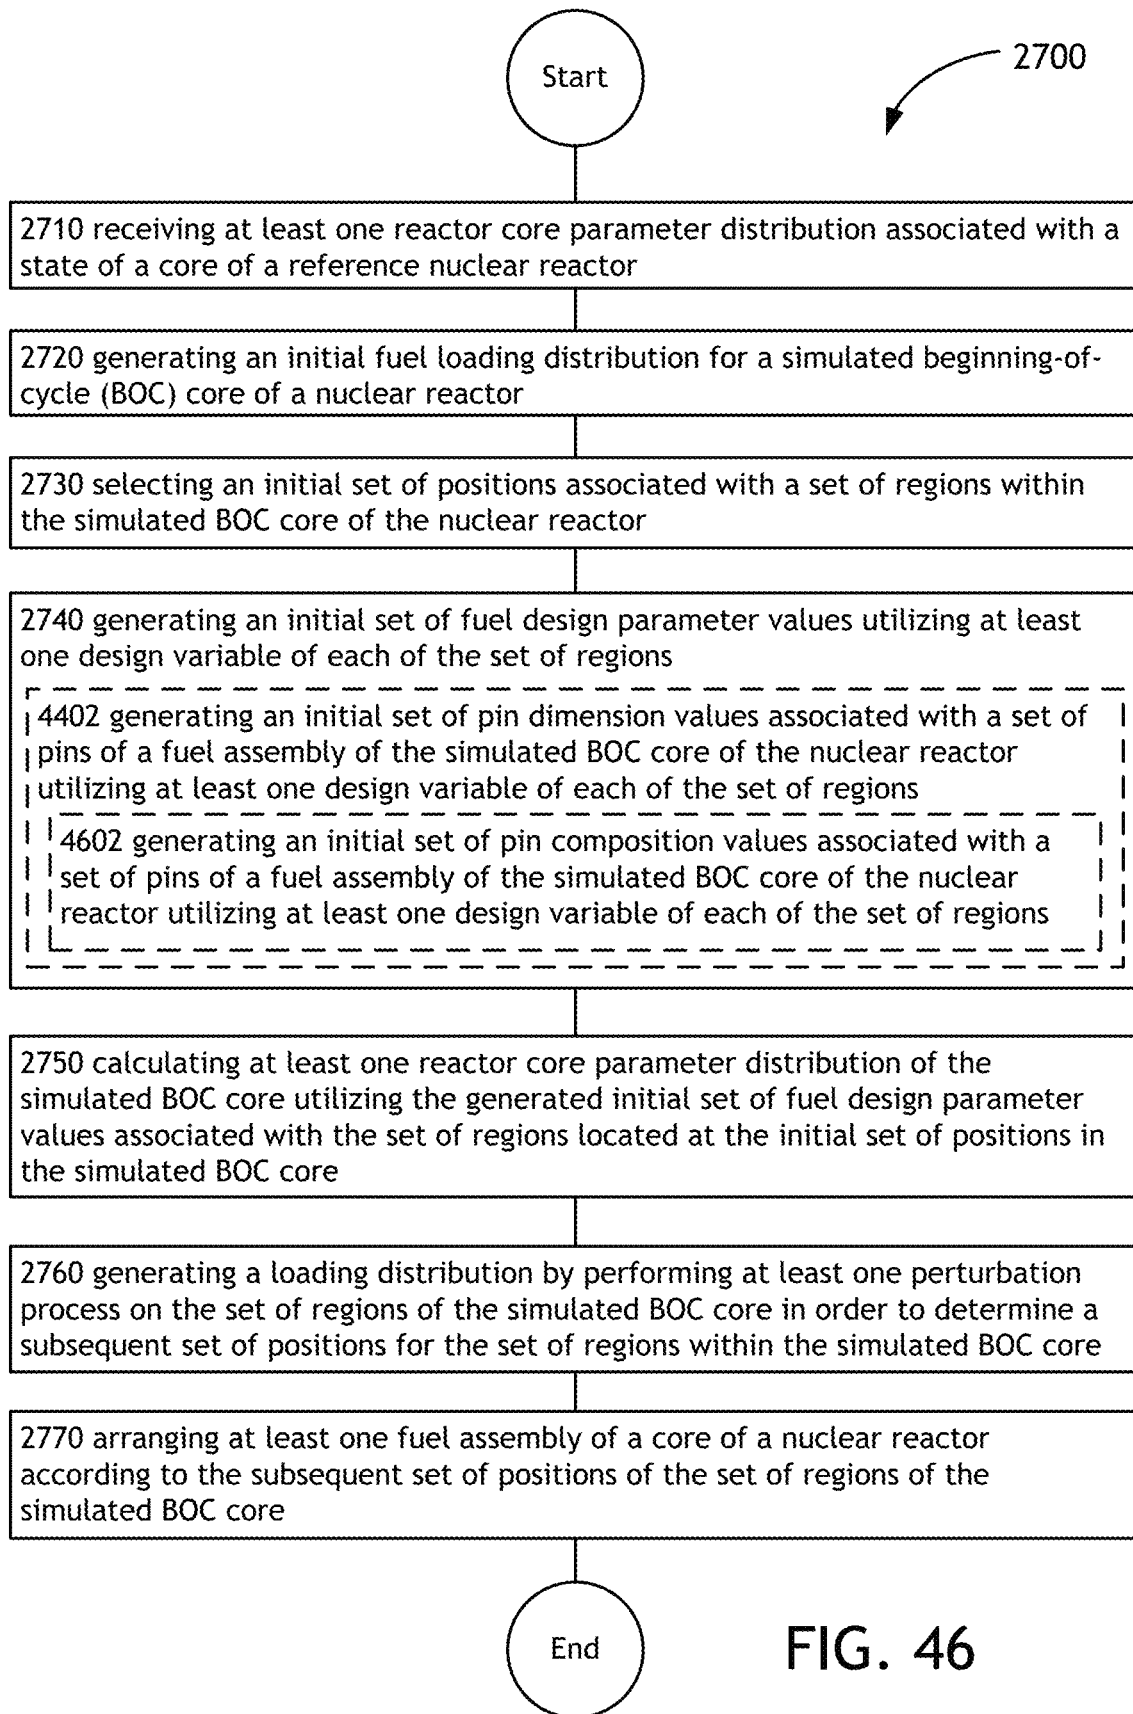 Start
2700
2710 receiving at least one reactor core parameter distribution associated with a
state of a core of a reference nuclear reactor
2720 generating an initial fuel loading distribution for a simulated beginning-of-
cycle (BOC) core of a nuclear reactor
2730 selecting an initial set of positions associated with a set of regions within
the simulated BOC core of the nuclear reactor
2740 generating an initial set of fuel design parameter values utilizing at least
one design variable of each of the set of regions
4402 generating an initial set of pin dimension values associated with a set of
pins of a fuel assembly of the simulated BOC core of the nuclear reactor
utilizing at least one design variable of each of the set of regions
4602 generating an initial set of pin composition values associated with a
set of pins of a fuel assembly of the simulated BOC core of the nuclear
reactor utilizing at least one design variable of each of the set of regions
2750 calculating at least one reactor core parameter distribution of the
simulated BOC core utilizing the generated initial set of fuel design parameter
values associated with the set of regions located at the initial set of positions in
the simulated BOC core
2760 generating a loading distribution by performing at least one perturbation
process on the set of regions of the simulated BOC core in order to determine a
subsequent set of positions for the set of regions within the simulated BOC core
2770 arranging at least one fuel assembly of a core of a nuclear reactor
according to the subsequent set of positions of the set of regions of the
simulated BOC core
End
FIG. 46